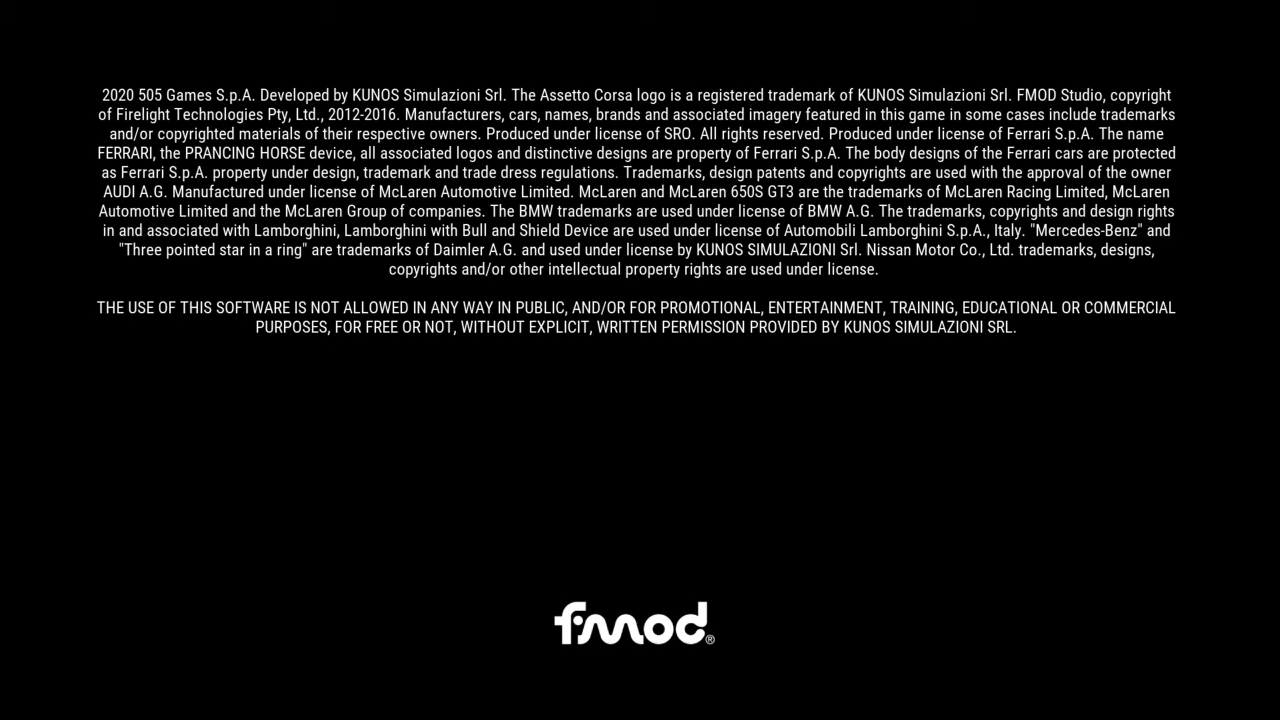 2020 505 Games S.p.A. Developed by KUNOS Simulazioni Srl. The Assetto Corsa logo is a registered trademark of KUNOS Simulazioni Srl. FMOD Studio, copyright
of Firelight Technologies Pty, Ltd., 2012-2016. Manufacturers, cars, names, brands and associated imagery featured in this game in some cases include trademarks
and/or copyrighted materials of their respective owners. Produced under license of SRO. All rights reserved. Produced under license of Ferrari S.p.A. The name
FERRARI, the PRANCING HORSE device, all associated logos and distinctive designs are property of Ferrari S.p.A. The body designs of the Ferrari cars are protected
as Ferrari S.p.A. property under design, trademark and trade dress regulations. Trademarks, design patents and copyrights are used with the approval of the owner
AUDI A.G. Manufactured under license of McLaren Automotive Limited. McLaren and McLaren 650S GT3 are the trademarks of McLaren Racing Limited, McLaren
Automotive Limited and the McLaren Group of companies. The BMW trademarks are used under license of BMW A.G. The trademarks, copyrights and design rights
in and associated with Lamborghini, Lamborghini with Bull and Shield Device are used under license of Automobili Lamborghini S.p.A., Italy. "Mercedes-Benz" and
"Three pointed star in a ring" are trademarks of Daimler A.G. and used under license by KUNOS SIMULAZIONI Srl. Nissan Motor Co., Ltd. trademarks, designs,
copyrights and/or other intellectual property rights are used under license.
THE USE OF THIS SOFTWARE IS NOT ALLOWED IN ANY WAY IN PUBLIC, AND/OR FOR PROMOTIONAL, ENTERTAINMENT, TRAINING, EDUCATIONAL OR COMMERCIAL
PURPOSES, FOR FREE OR NOT, WITHOUT EXPLICIT, WRITTEN PERMISSION PROVIDED BY KUNOS SIMULAZIONI SRL.
fmod®